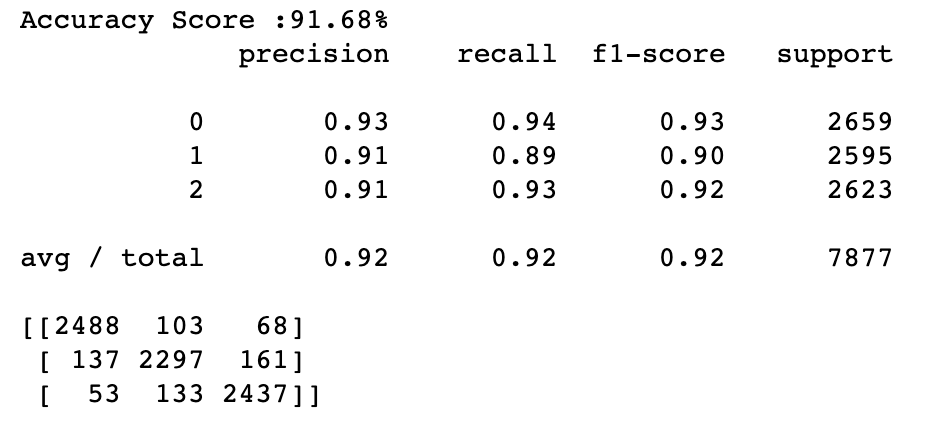 Accuracy Score :91.68%
precision recall f1-score support
0 0.93 0.94 0.93 2659
1 0.91 0.89 0.90 2595
2 0.91 0.93 0.92 2623
avg / total 0.92 0.92 0.92 7877
[[2488 103 68]
[ 137 2297 161]
[ 53 133 2437]]